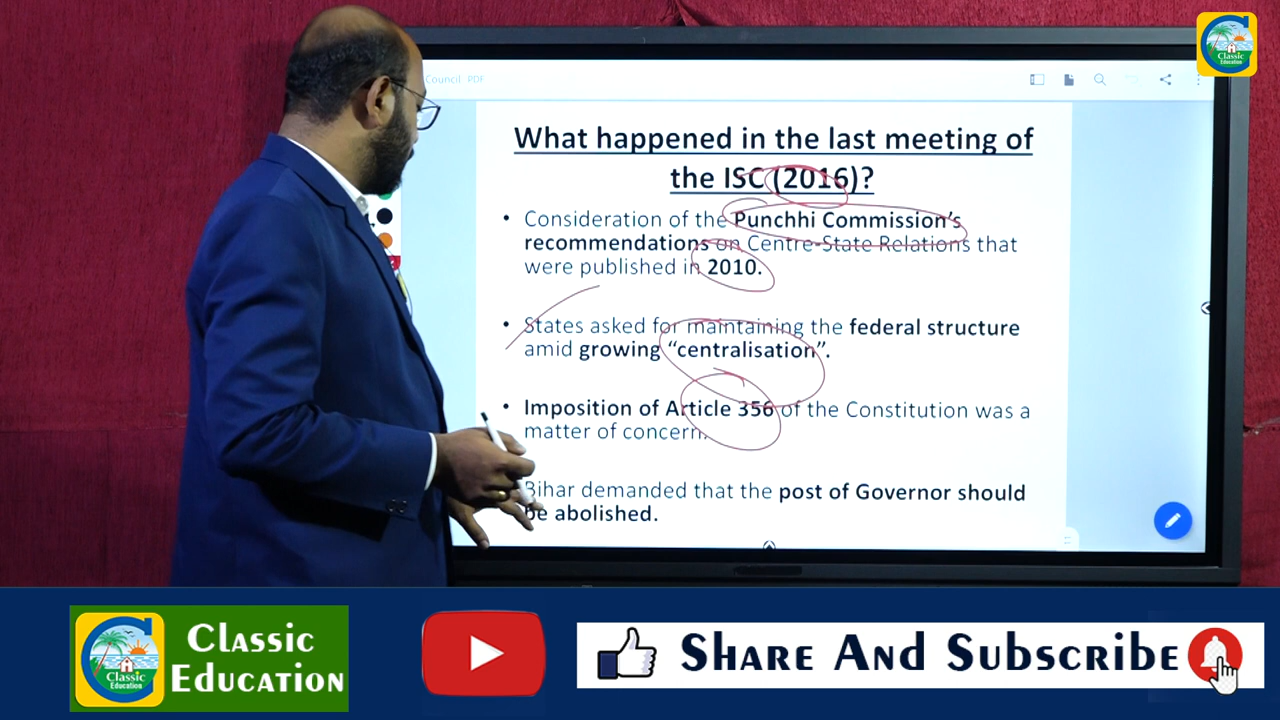 Classic
Education
Council PDF
What happened in the last meeting of
the ISC (2016)?
• Consideration of the Punchhi Commission's
recommendations on Centre-State Relations that
were published in 2010.
• States asked for maintaining the federal structure
amid growing “centralisation”.
• Imposition of Article 356 of the Constitution was a
matter of concern.
Bihar demanded that the post of Governor should
be abolished.
Classic
Education
Classic
Education
Share And Subscribe